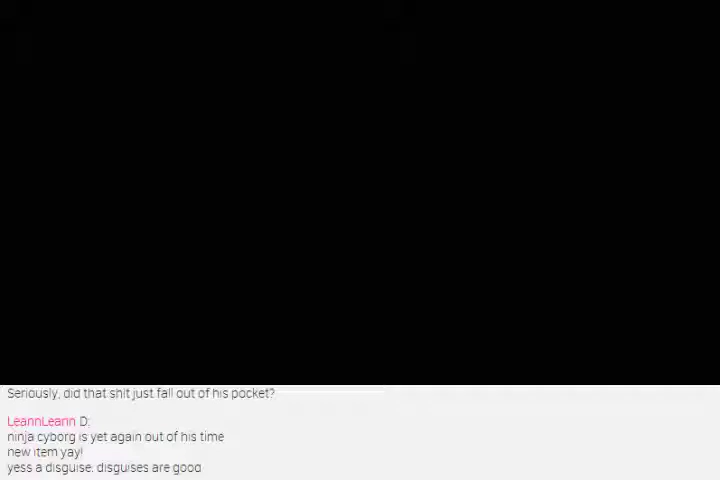 Seriously, did that shit just fall out of his pocket?
LeannLeann D:
ninja cyborg is yet again out of his time
new item yay!
yess a disguise. disguises are good